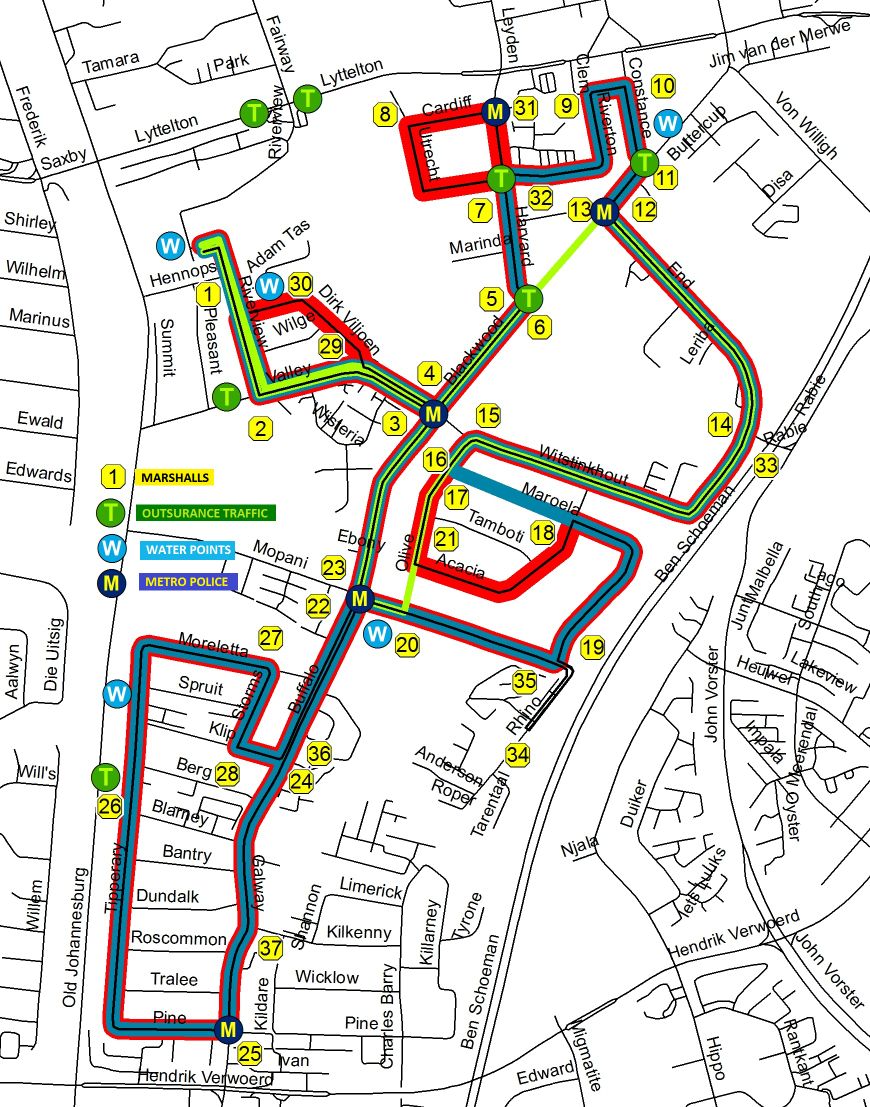 Leyden
Fairway
Jim van der Merwe
Tamara
Park
Lyttelton
Clem
Constance
10
Frederik
T
T
Riverview
8
Cardiff
M
31
9
Riverton
W
Von Willigh
Lyttelton
Utrecht
Buttercup
Saxby
T
11
T
32
Disa
7
13
M
12
Shirley
Harvard
Adam Tas
W
Marinda
Wilhelm
Hennops
W
30
End
1
Riverview
Dirk Viljoen
5
T
Marinus
Summit
Pleasant
Wilge
6
29
Blackwood
Leriba
Valley
4
Rabie
T
Ewald
2
Wisteria
3
M
15
14
Rabie
Edwards
16
Witstinkhout
33
1
MARSHALLS
17
Maroela
T
OUTSURANCE TRAFFIC
Tamboti
18
Ben Schoeman
W
WATER POINTS
Mopani
Ebony
Olive
21
M
METRO POLICE
23
Acacia
Malbella
Lago
22
M
Junt
South
Die Uitsig
W
20
Aalwyn
27
19
Moreletta
John Vorster
Heuwel
Lakeview
Spruit
Storms
35
W
Buffalo
Rhino
Klip
36
34
Impala
Meerendal
Will's
Berg
28
24
Anderson
T
Roper
Tarentaal
Duiker
26
Blarney
Oyster
Bantry
Njala
Tipperary
Galway
Limerick
Jets Luks
Willem
Dundalk
Shannon
Killarney
Tyrone
Old Johannesburg
Roscommon
37
Kilkenny
Hendrik Verwoerd
Ben Schoeman
John Vorster
Tralee
Wicklow
Kildare
Charles Barry
Pine
M
Pine
Migmatite
Hippo
Rantkant
25
Ivan
Hendrik Verwoerd
Edward